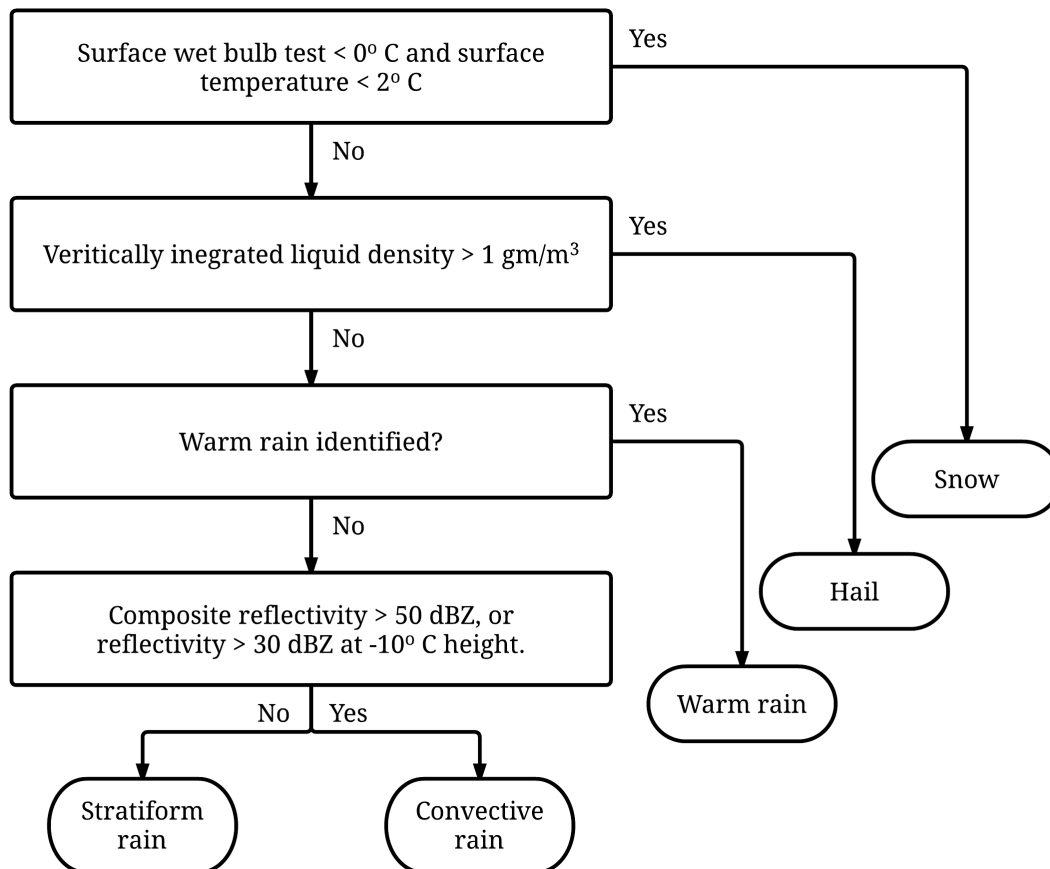 Surface wet bulb test < 0º C and surface
temperature < 2º C
Yes
No
Veritically inegrated liquid density > 1 gm/m³
Yes
No
Warm rain identified?
Yes
No
Snow
Hail
Composite reflectivity > 50 dBZ, or
reflectivity > 30 dBZ at -10º C height.
Warm rain
No
Yes
Stratiform
rain
Convective
rain